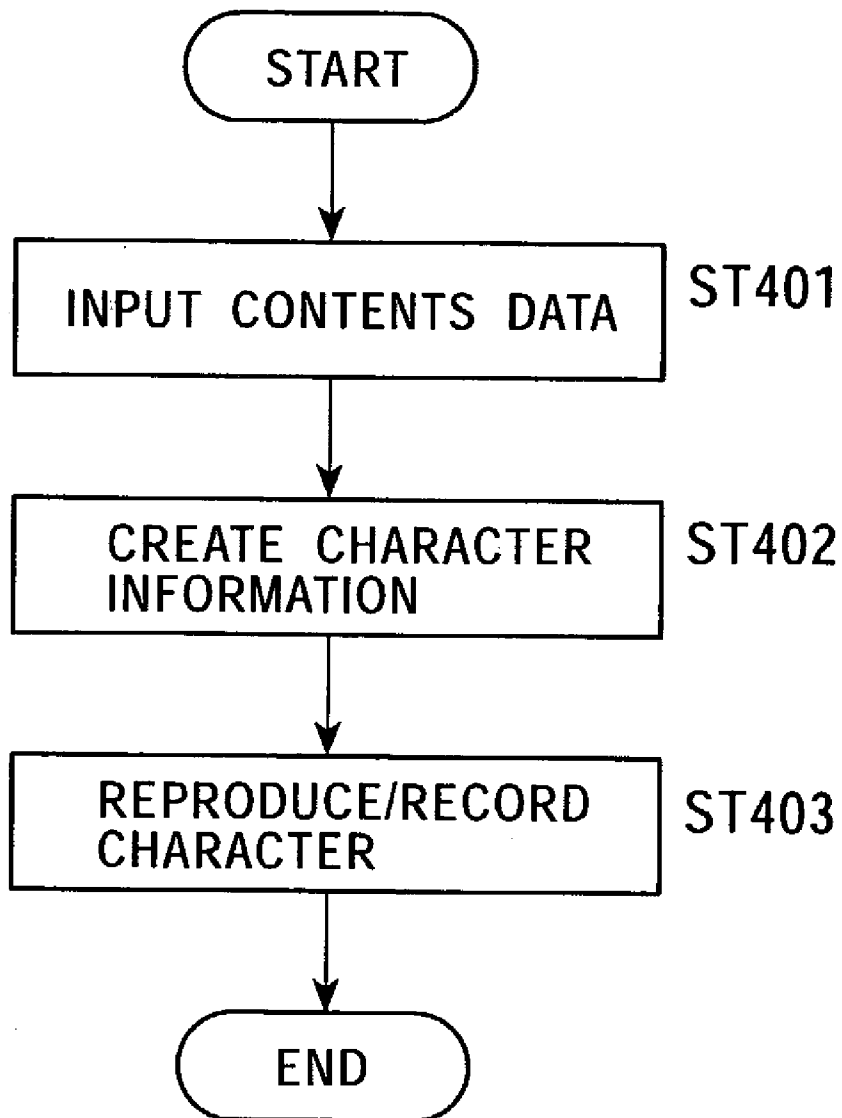 START
INPUT CONTENTS DATA
ST401
CREATE CHARACTER
INFORMATION
ST402
REPRODUCE/RECORD
CHARACTER
ST403
END